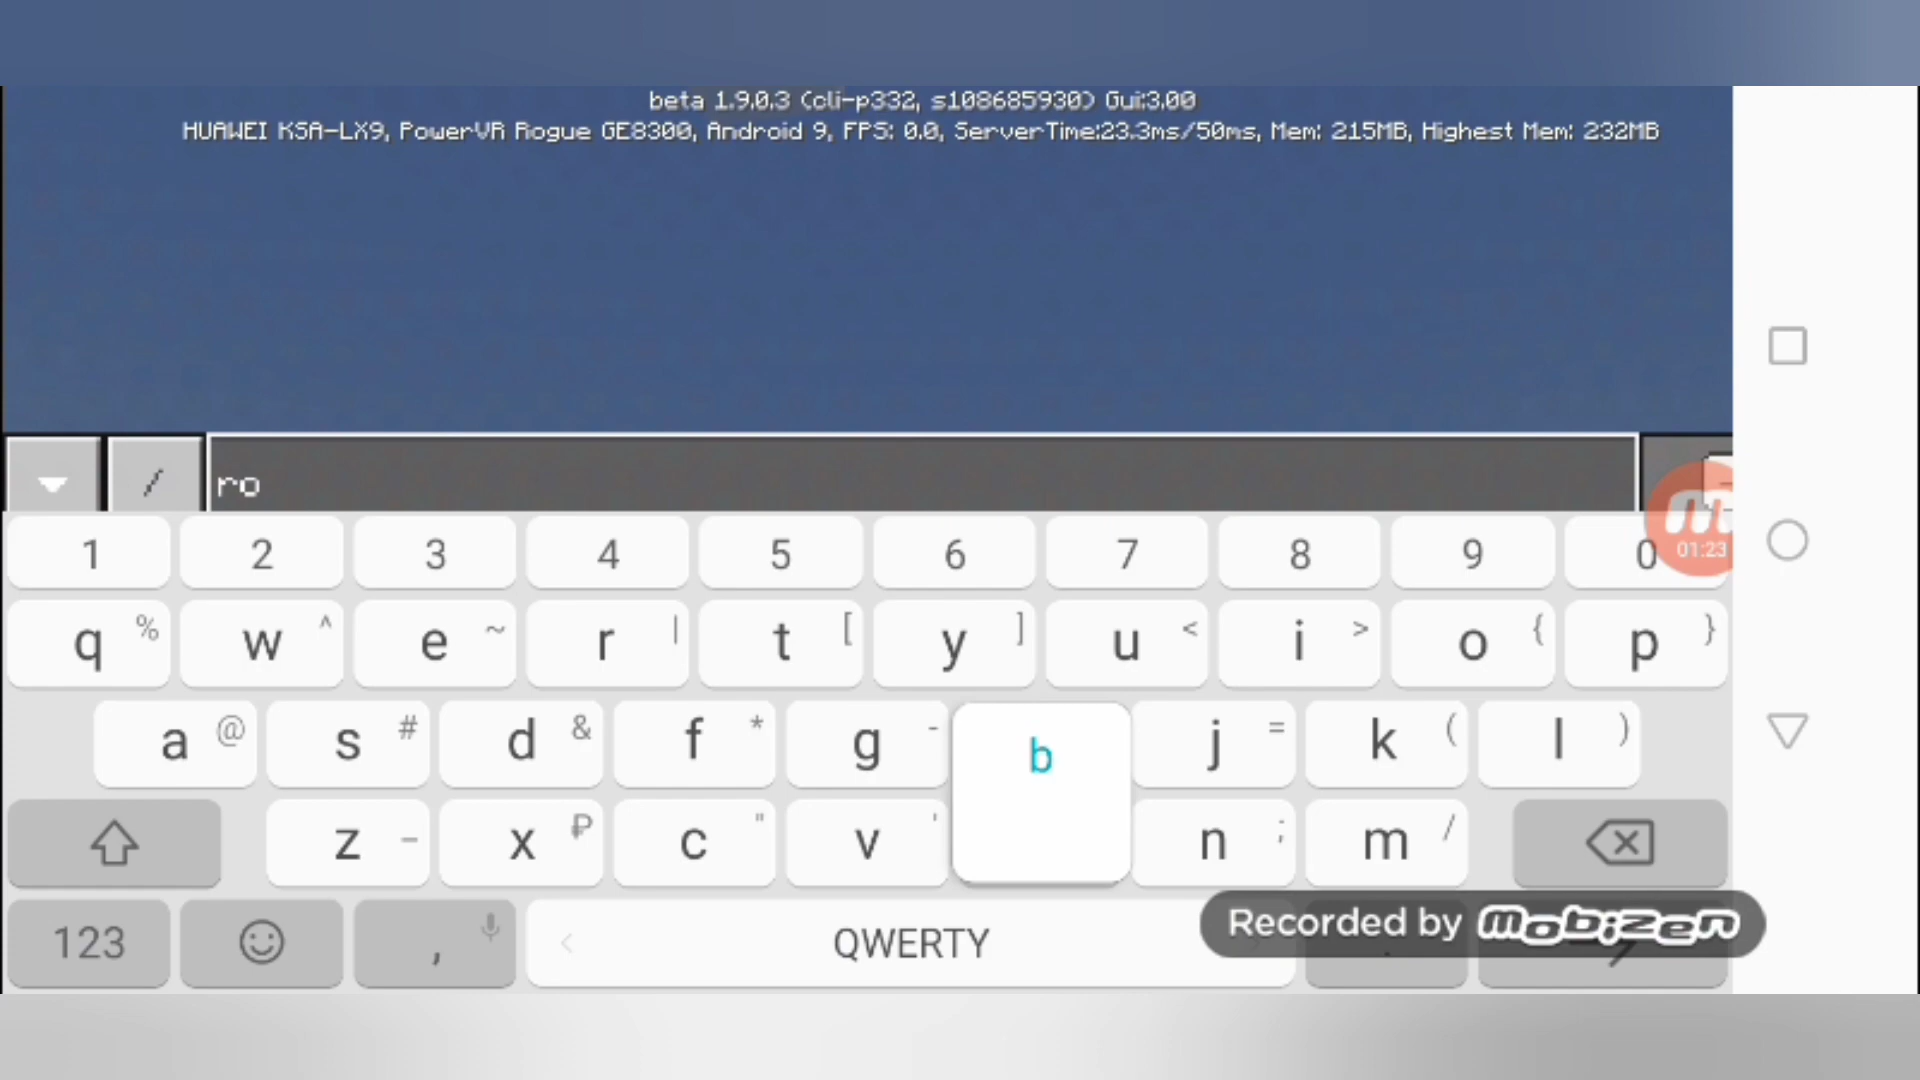 beta 1.9.0.3 (cli-p332, s108685930) Gui:3,00
HUAWEI KSA-LX9, PowerVR Rogue GE8300, Android 9, FPS: 0.0, ServerTime:23.3ms/50ms, Mem: 215MB, Highest Mem: 232MB
/ ro
m
01:23
1 2 3 4 5 6 7 8 9 0
q % w ^ e ~ r | t [ y ] u < i > o { p }
a @ s # d & f * g - b j = k ( l )
z _ x ₽ c " v ' n ; m /
123 , QWERTY .
Recorded by mobizen